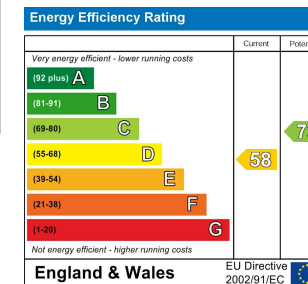 Energy Efficiency Rating
Current
Very energy efficient - lower running costs
(92 plus) A
(81-91) B
(69-80) C
(55-68) D
58
(39-54) E
(21-38) F
(1-20) G
Not energy efficient - higher running costs
England & Wales
EU Directive
2002/91/EC